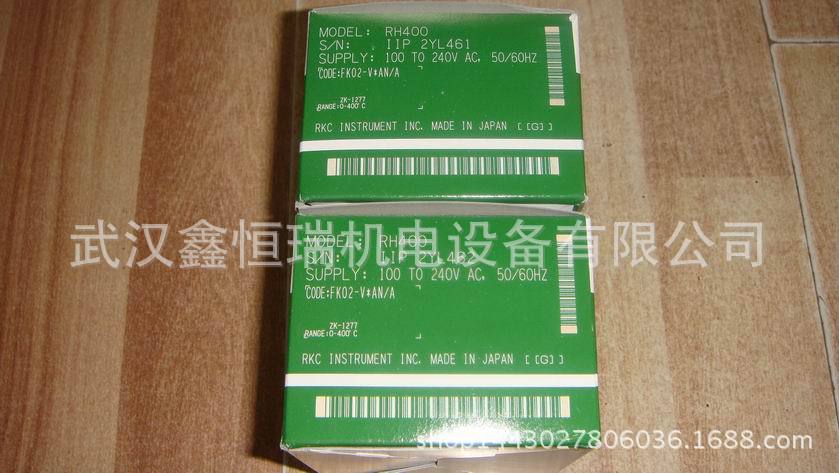 MODEL: RH400
S/N: IIP 2YL461
SUPPLY: 100 TO 240V AC, 50/60HZ
CODE:FK02-V*AN/A
ZK-1277
RANGE:0-400°C
RKC INSTRUMENT INC. MADE IN JAPAN [ [G] ]
武汉鑫恒瑞机电设备有限公司
MODEL: RH400
S/N: IIP 2YL462
SUPPLY: 100 TO 240V AC, 50/60HZ
CODE:FK02-V*AN/A
ZK-1277
RANGE:0-400°C
RKC INSTRUMENT INC. MADE IN JAPAN [ [G] ]